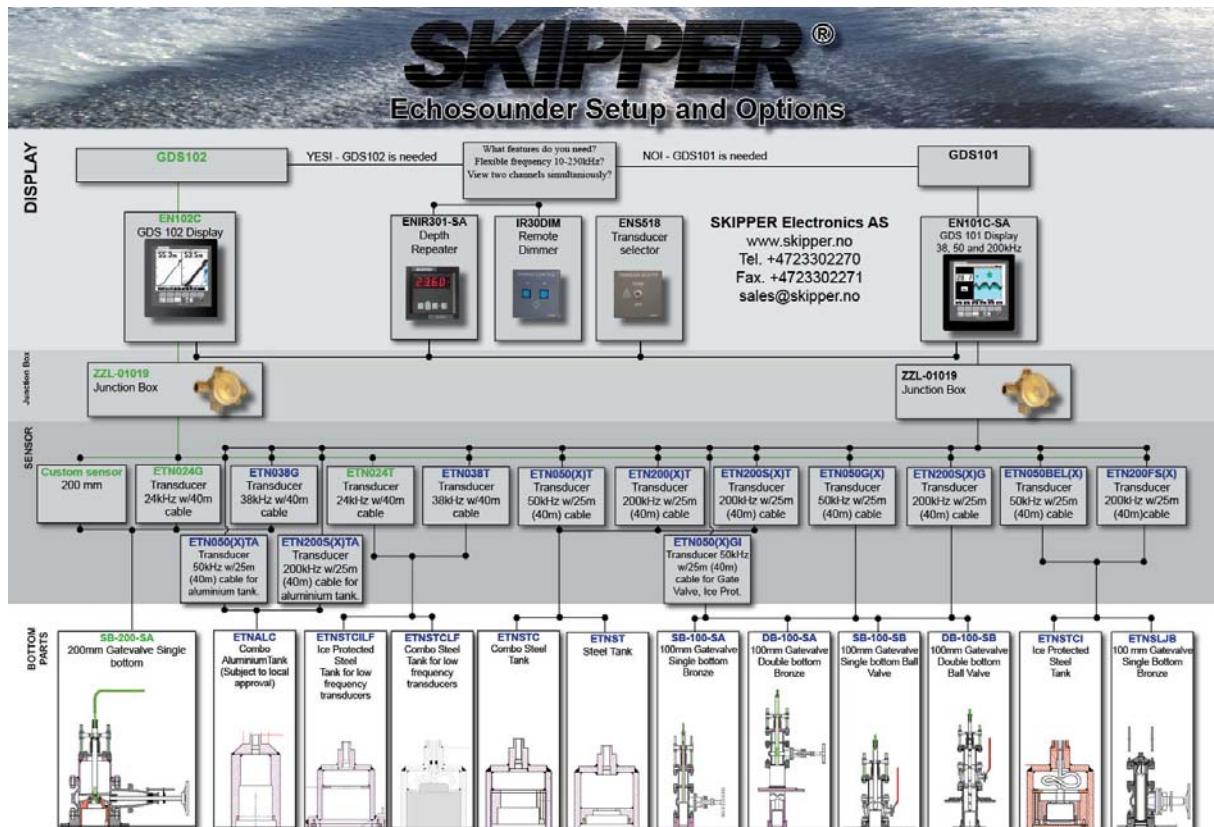 SKIPPER®
Echosounder Setup and Options
DISPLAY
GDS102
YES! - GDS102 is needed
What features do you need?
Flexible frequency 10-250kHz?
View two channels simultaniously?
NO! - GDS101 is needed
GDS101
EN102C
GDS 102 Display
ENIR301-SA
Depth
Repeater
IR30DIM
Remote
Dimmer
ENS518
Transducer
selector
SKIPPER Electronics AS
www.skipper.no
Tel. +4723302270
Fax. +4723302271
sales@skipper.no
EN101C-SA
GDS 101 Display
38, 50 and 200kHz
Junction Box
ZZL-01019
Junction Box
ZZL-01019
Junction Box
SENSOR
Custom sensor
200 mm
ETN024G
Transducer
24kHz w/40m
cable
ETN038G
Transducer
38kHz w/40m
cable
ETN024T
Transducer
24kHz w/40m
cable
ETN038T
Transducer
38kHz w/40m
cable
ETN050(X)T
Transducer
50kHz w/25m
(40m) cable
ETN200(X)T
Transducer
200kHz w/25m
(40m) cable
ETN200S(X)T
Transducer
200kHz w/25m
(40m) cable
ETN050G(X)
Transducer
50kHz w/25m
(40m) cable
ETN200S(X)G
Transducer
200kHz w/25m
(40m) cable
ETN050BEL(X)
Transducer
50kHz w/25m
(40m) cable
ETN200FS(X)
Transducer
200kHz w/25m
(40m)cable
ETN050(X)TA
Transducer
50kHz w/25m
(40m) cable for
aluminium tank.
ETN200S(X)TA
Transducer
200kHz w/25m
(40m) cable for
aluminium tank.
ETN050(X)GI
Transducer 50kHz
w/25m (40m)
cable for Gate
Valve, Ice Prot.
BOTTOM
PARTS
SB-200-SA
200mm Gatevalve Single
bottom
ETNALC
Combo
AluminiumTank
(Subject to local
approval)
ETNSTCILF
Ice Protected
Steel
Tank for low
frequency
transducers
ETNSTCLF
Combo Steel
Tank for low
frequency
transducers
ETNSTC
Combo Steel
Tank
ETNST
Steel Tank
SB-100-SA
100mm Gatevalve
Single bottom
Bronze
DB-100-SA
100mm Gatevalve
Double bottom
Bronze
SB-100-SB
100mm Gatevalve
Single bottom Ball
Valve
DB-100-SB
100mm Gatevalve
Double bottom
Ball Valve
ETNSTCI
Ice Protected
Steel
Tank
ETNSLJB
100 mm Gatevalve
Single Bottom
Bronze